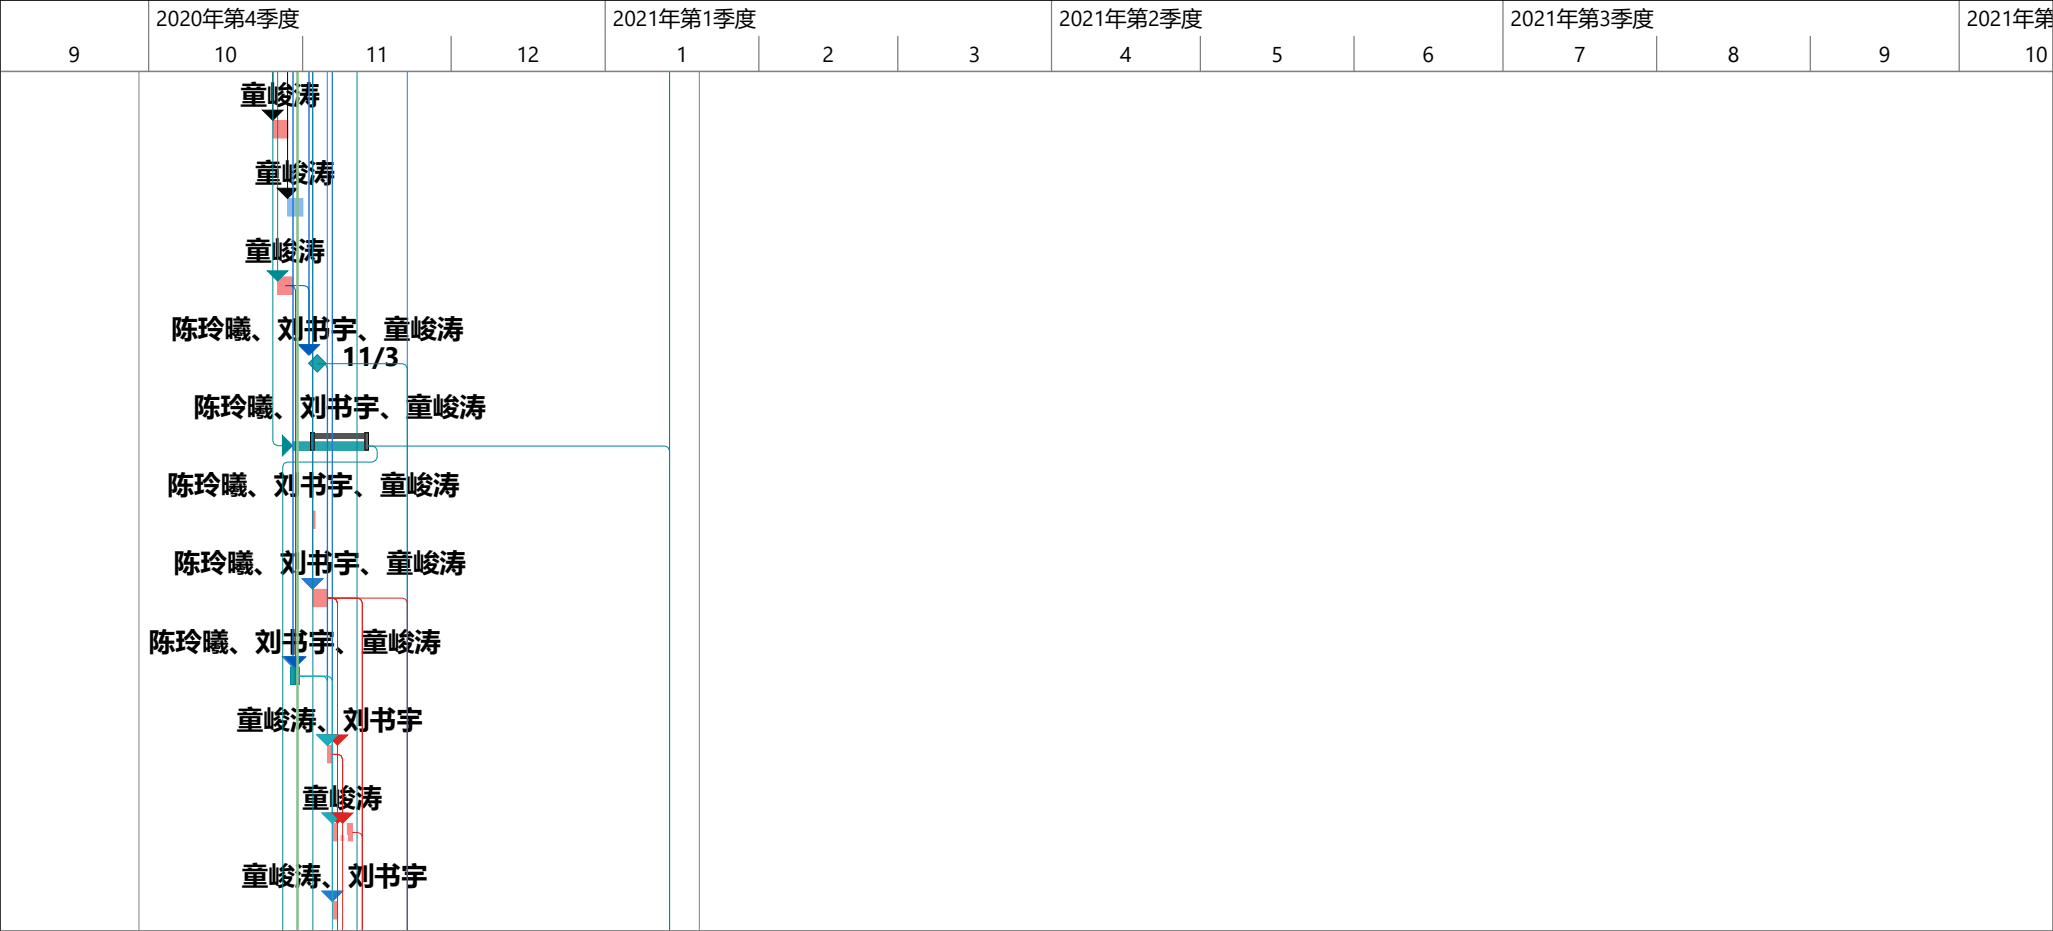 2020年第4季度 2021年第1季度 2021年第2季度 2021年第3季度 2021年第
9 10 11 12 1 2 3 4 5 6 7 8 9 10
童峻涛
童峻涛
童峻涛
陈玲曦、刘书宇、童峻涛
11/3
陈玲曦、刘书宇、童峻涛
陈玲曦、刘书宇、童峻涛
陈玲曦、刘书宇、童峻涛
陈玲曦、刘书宇、童峻涛
童峻涛、刘书宇
童峻涛
童峻涛、刘书宇